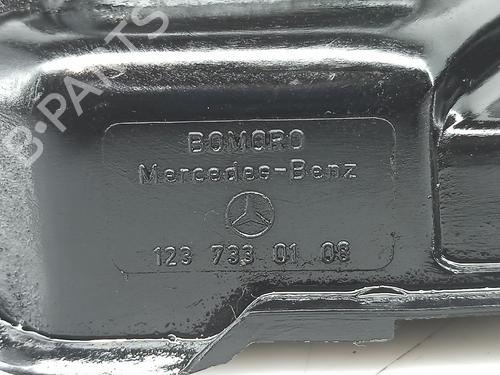 B-PARTS
BOMORO
Mercedes-Benz
123 733 01 08